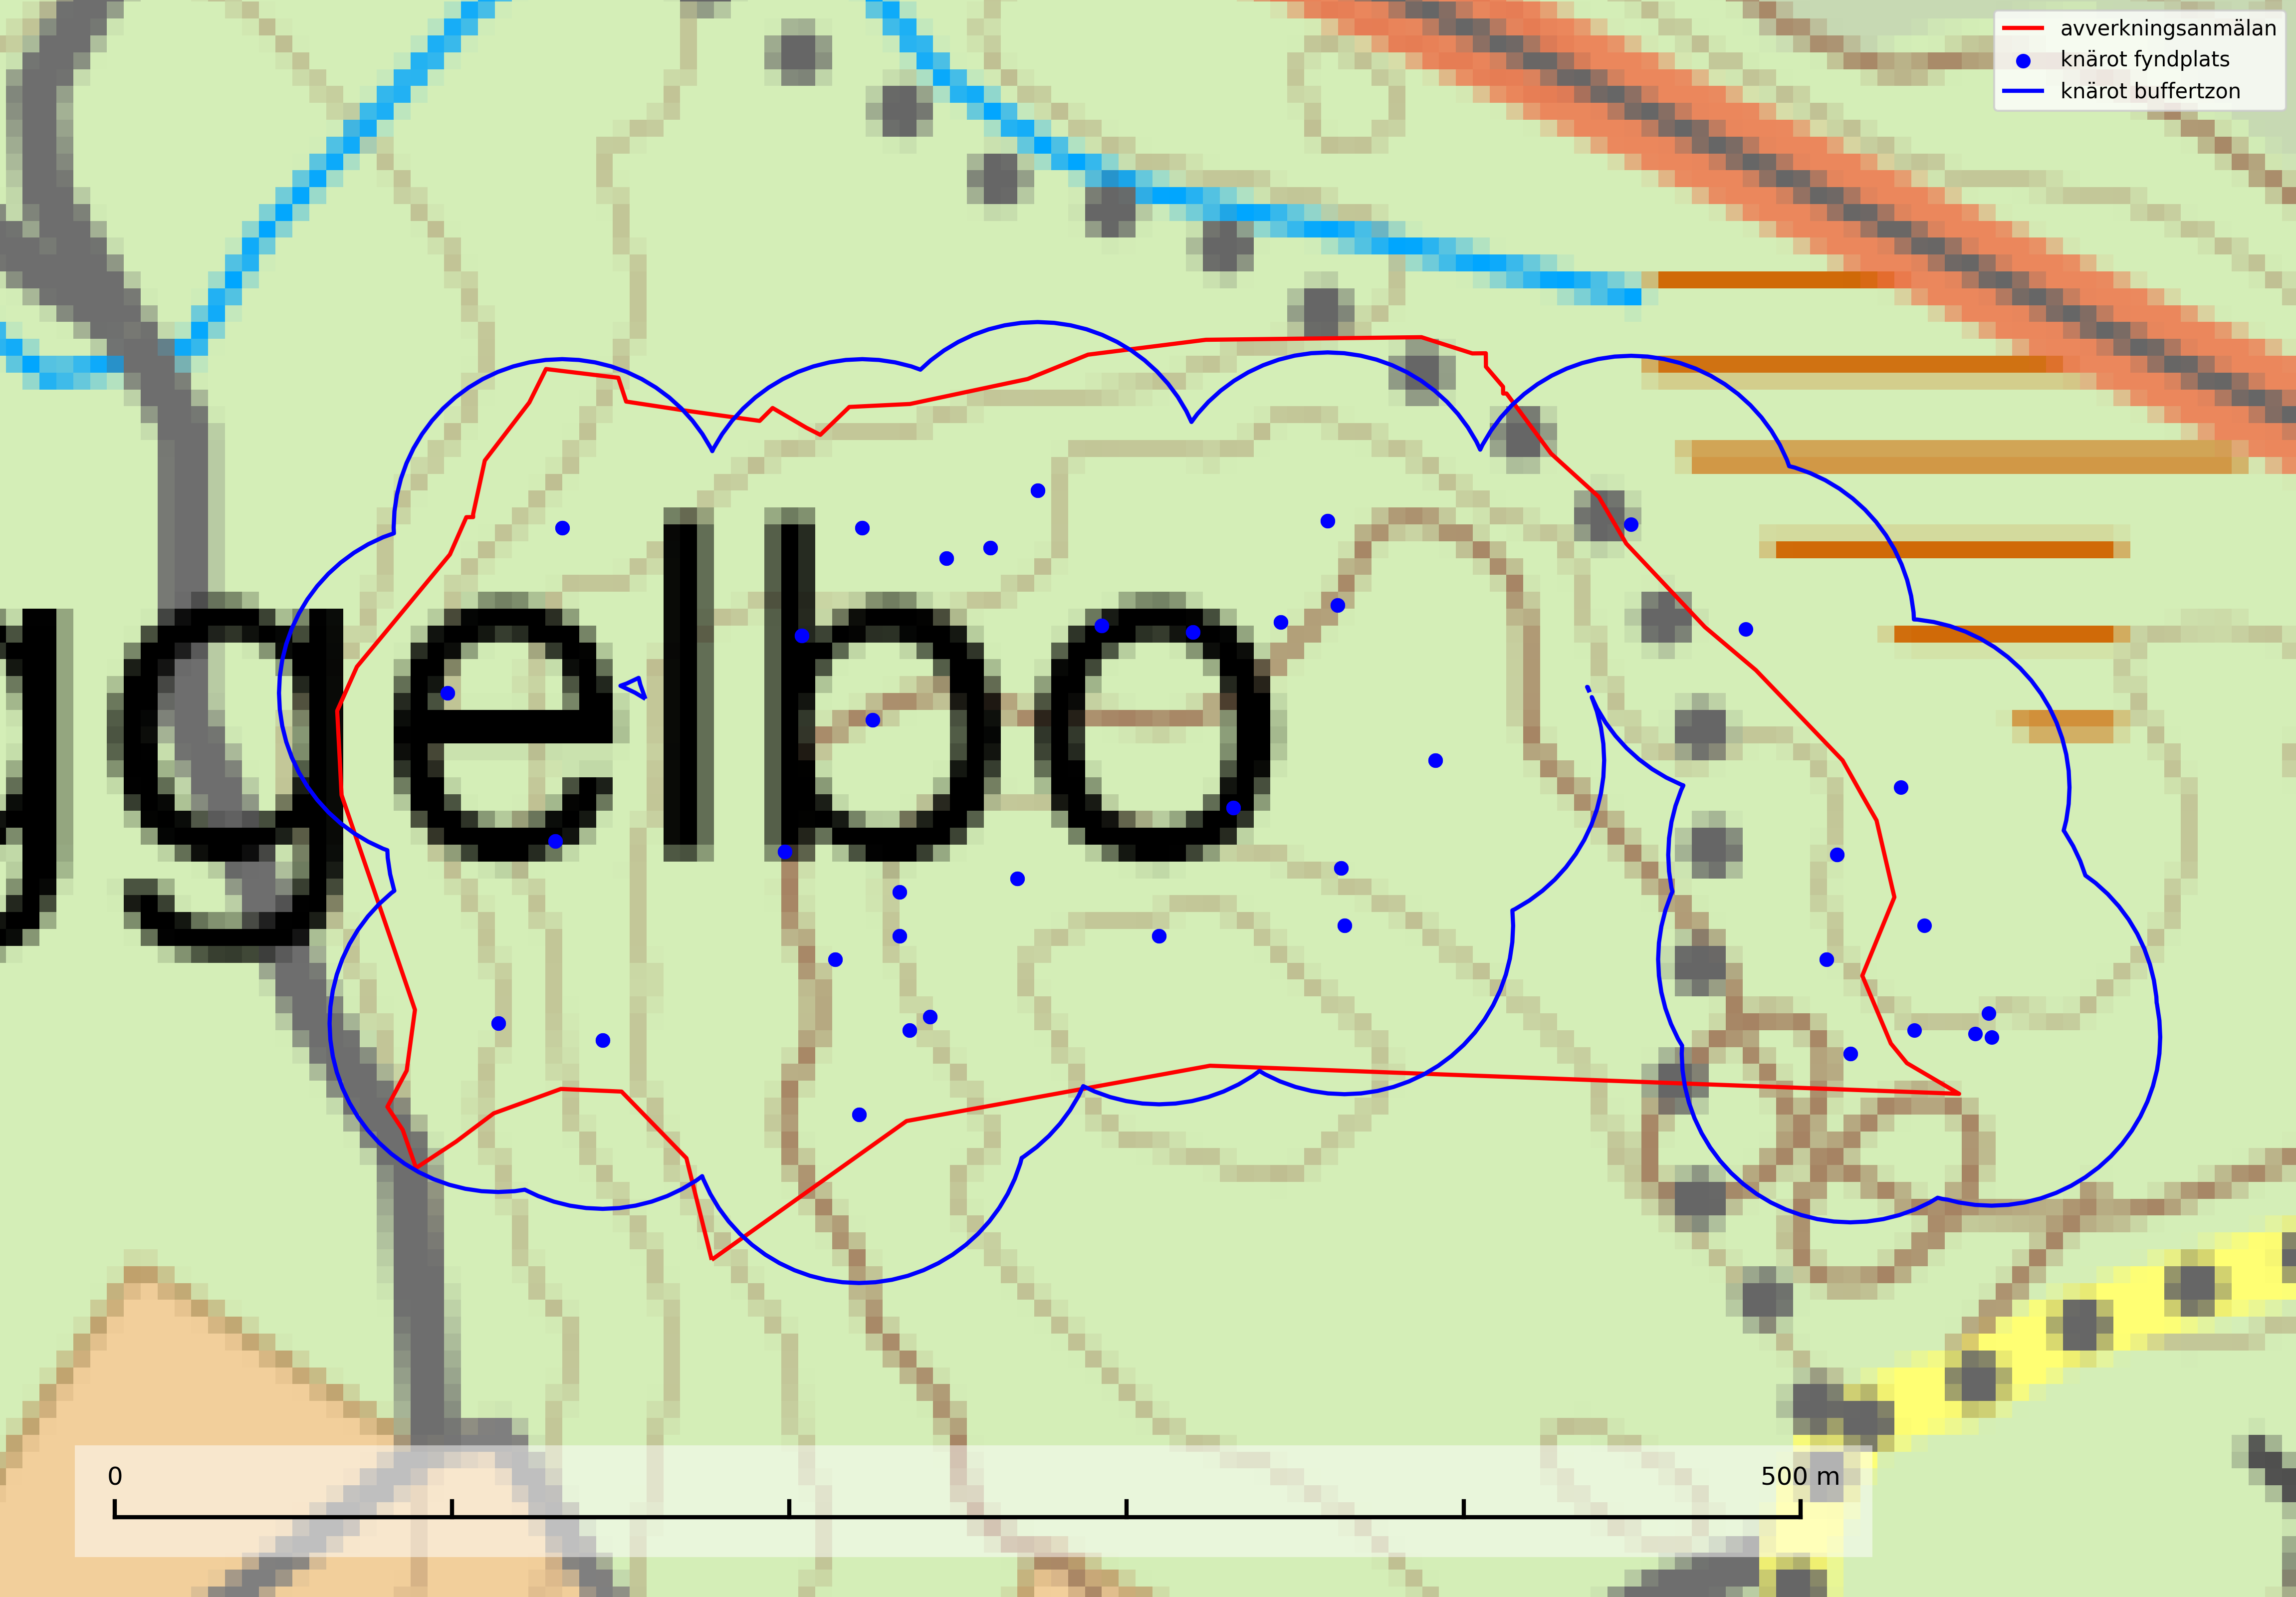 avverkningsanmälan
knärot fyndplats
knärot buffertzon
gelbo
0 500 m